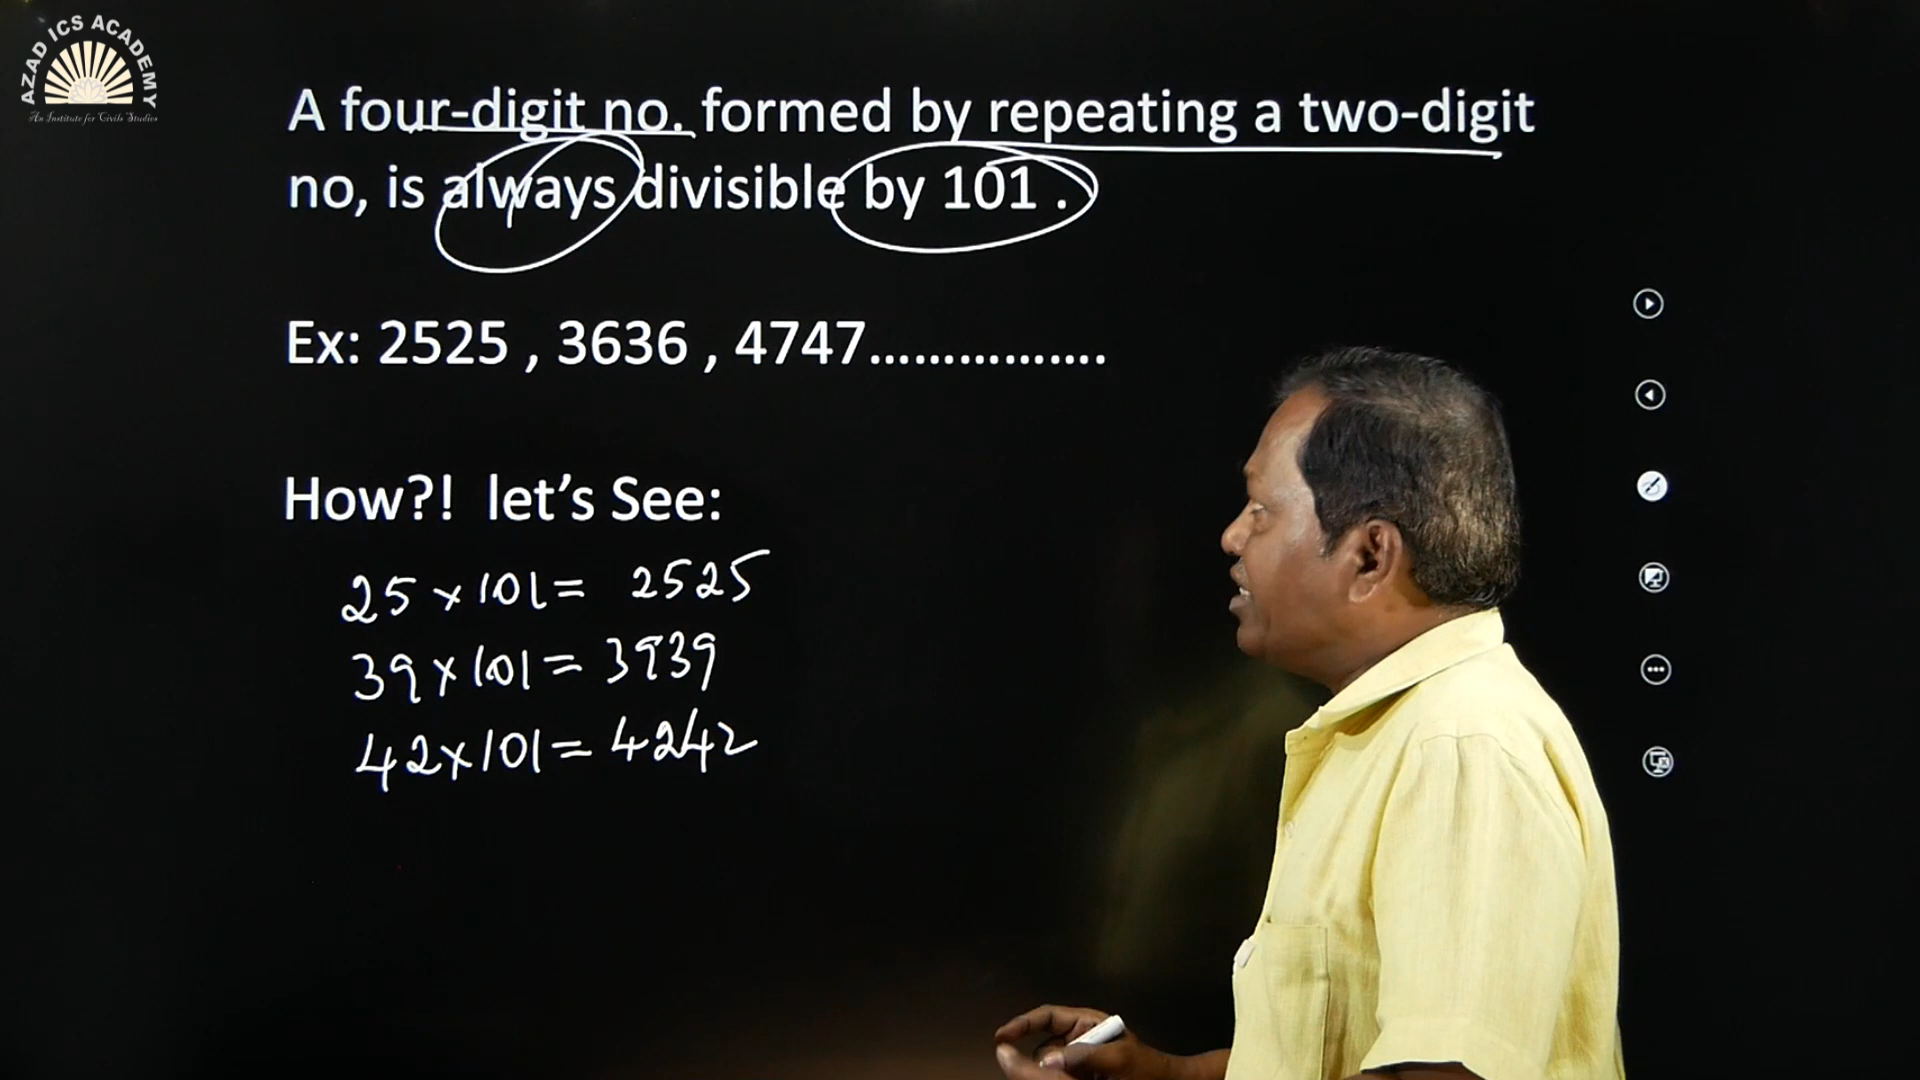 AZAD ICS ACADEMY
An Institute for Civils Studies
A four-digit no. formed by repeating a two-digit
no, is always divisible by 101 .
Ex: 2525 , 3636 , 4747................
How?! let’s See:
25 × 101 = 2525
39 × 101 = 3939
42 × 101 = 4242